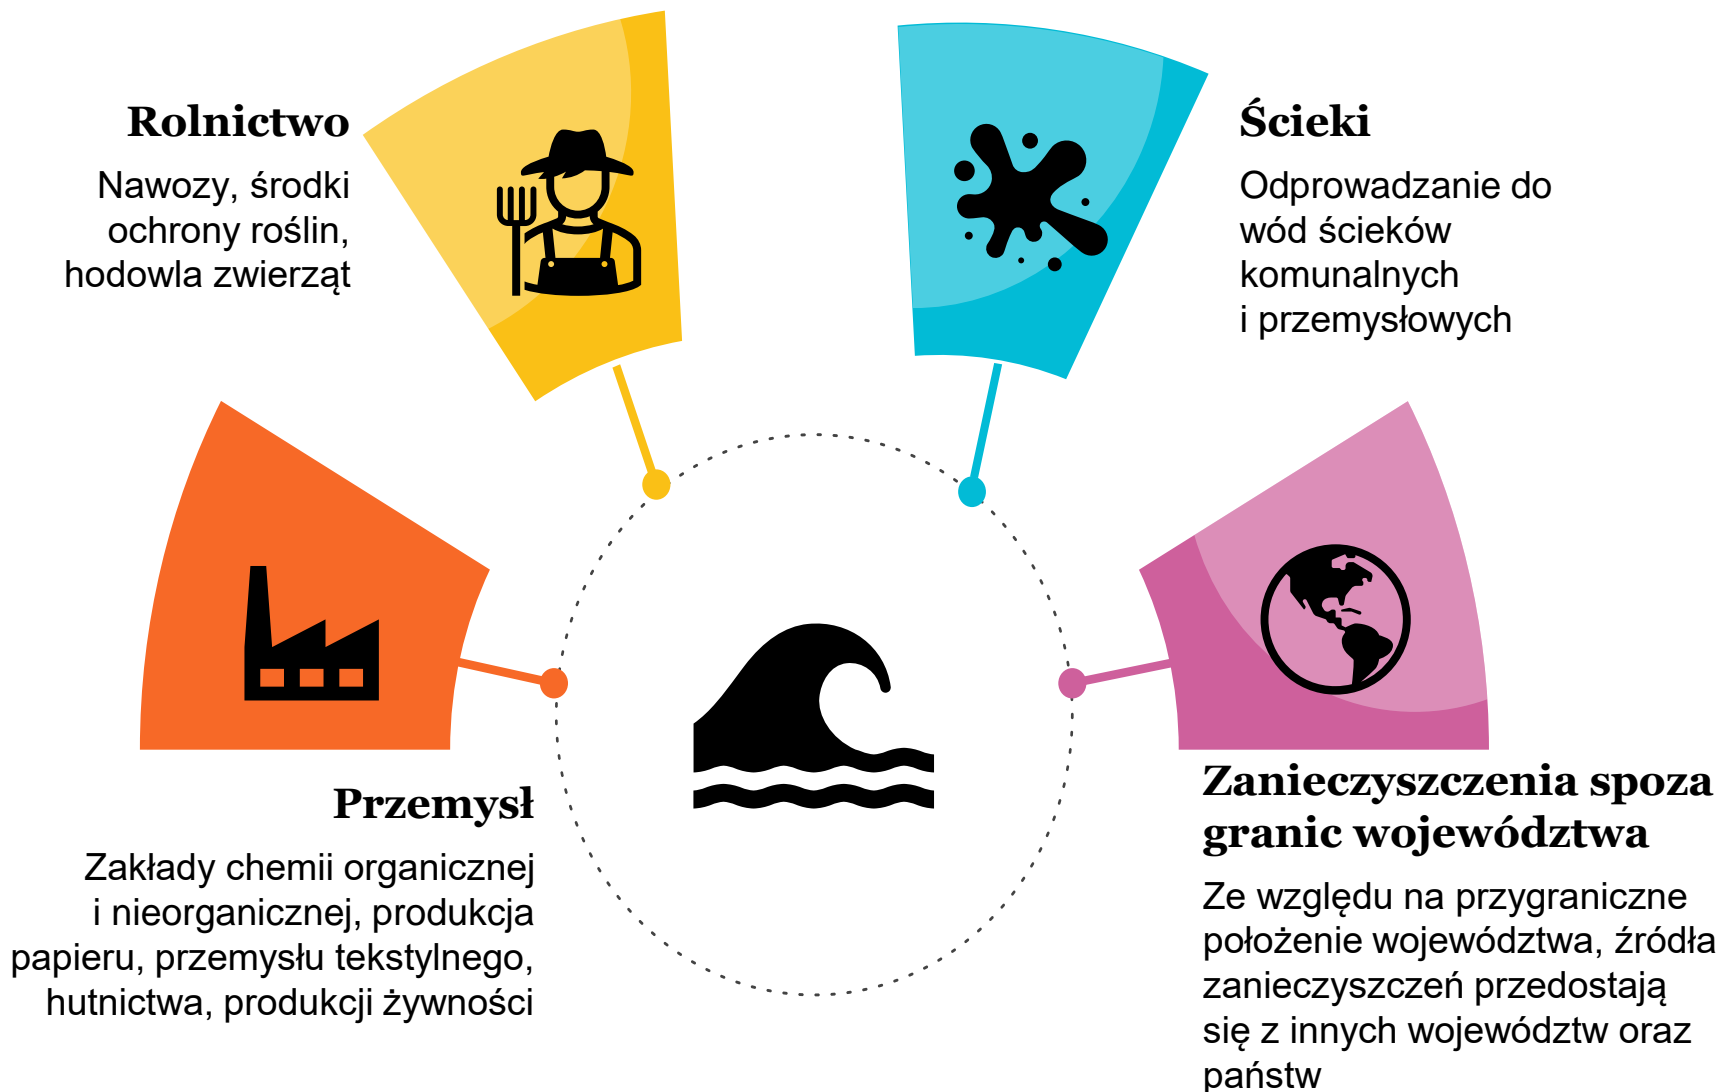 Rolnictwo
Nawozy, środki
ochrony roślin,
hodowla zwierząt
Ścieki
Odprowadzanie do
wód ścieków
komunalnych
i przemysłowych
Przemysł
Zakłady chemii organicznej
i nieorganicznej, produkcja
papieru, przemysłu tekstylnego,
hutnictwa, produkcji żywności
Zanieczyszczenia spoza
granic województwa
Ze względu na przygraniczne
położenie województwa, źródła
zanieczyszczeń przedostają
się z innych województw oraz
państw